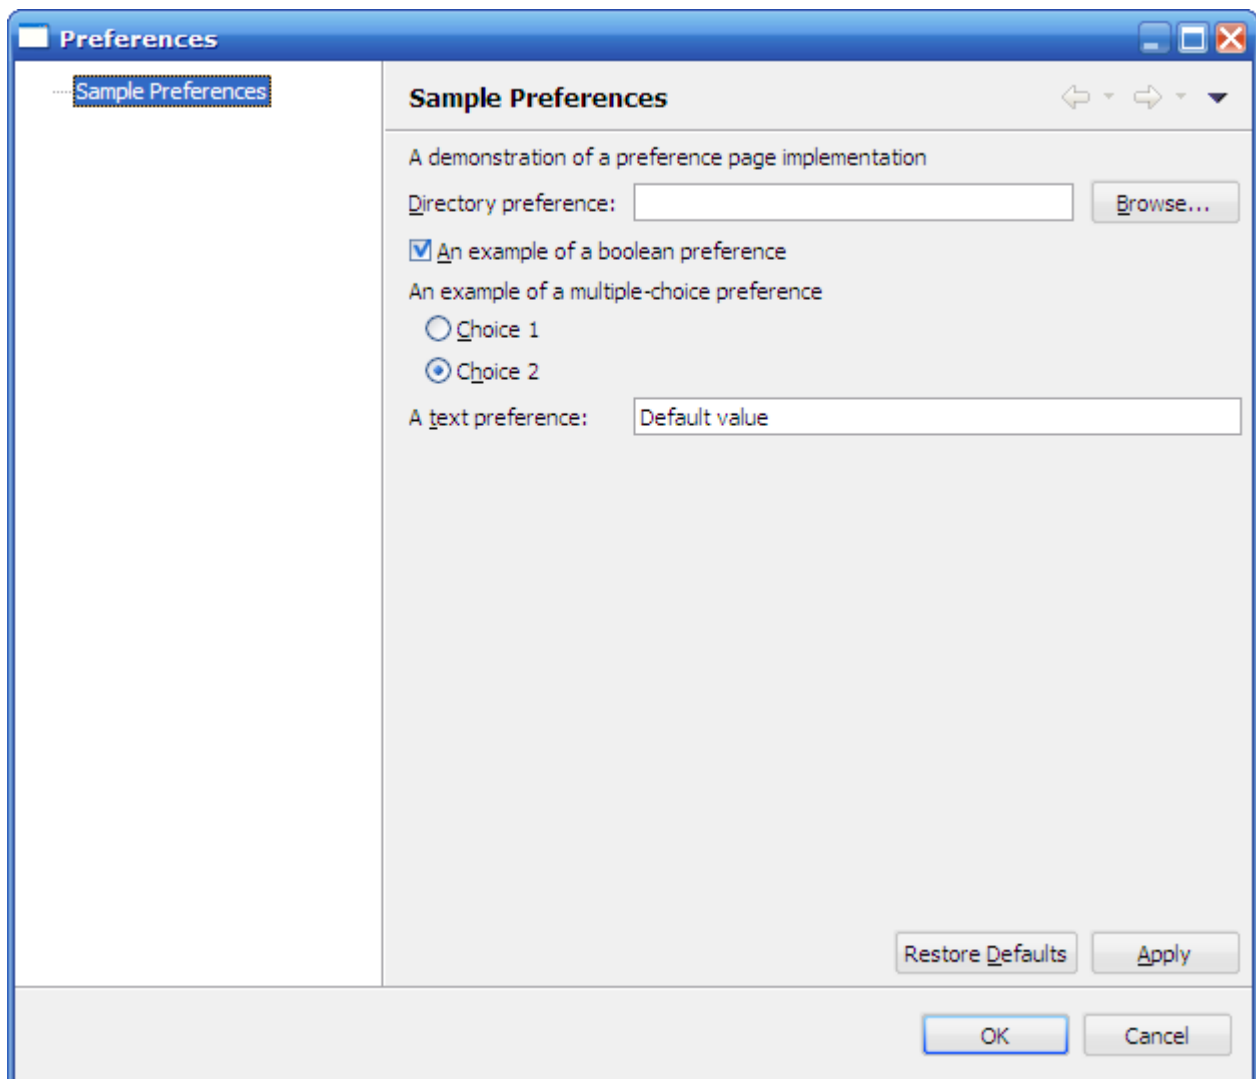 Preferences
Sample Preferences
Sample Preferences
A demonstration of a preference page implementation
Directory preference: Browse...
An example of a boolean preference
An example of a multiple-choice preference
Choice 1
Choice 2
A text preference: Default value
Restore Defaults Apply
OK Cancel